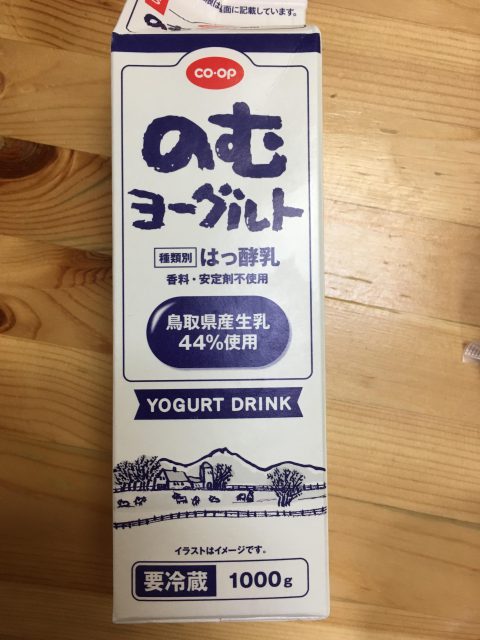 面に記載しています。
CO·OP
のむ
ヨーグルト
種類別 はっ酵乳
香料・安定剤不使用
鳥取県産生乳
44%使用
YOGURT DRINK
イラストはイメージです。
要冷蔵 1000g